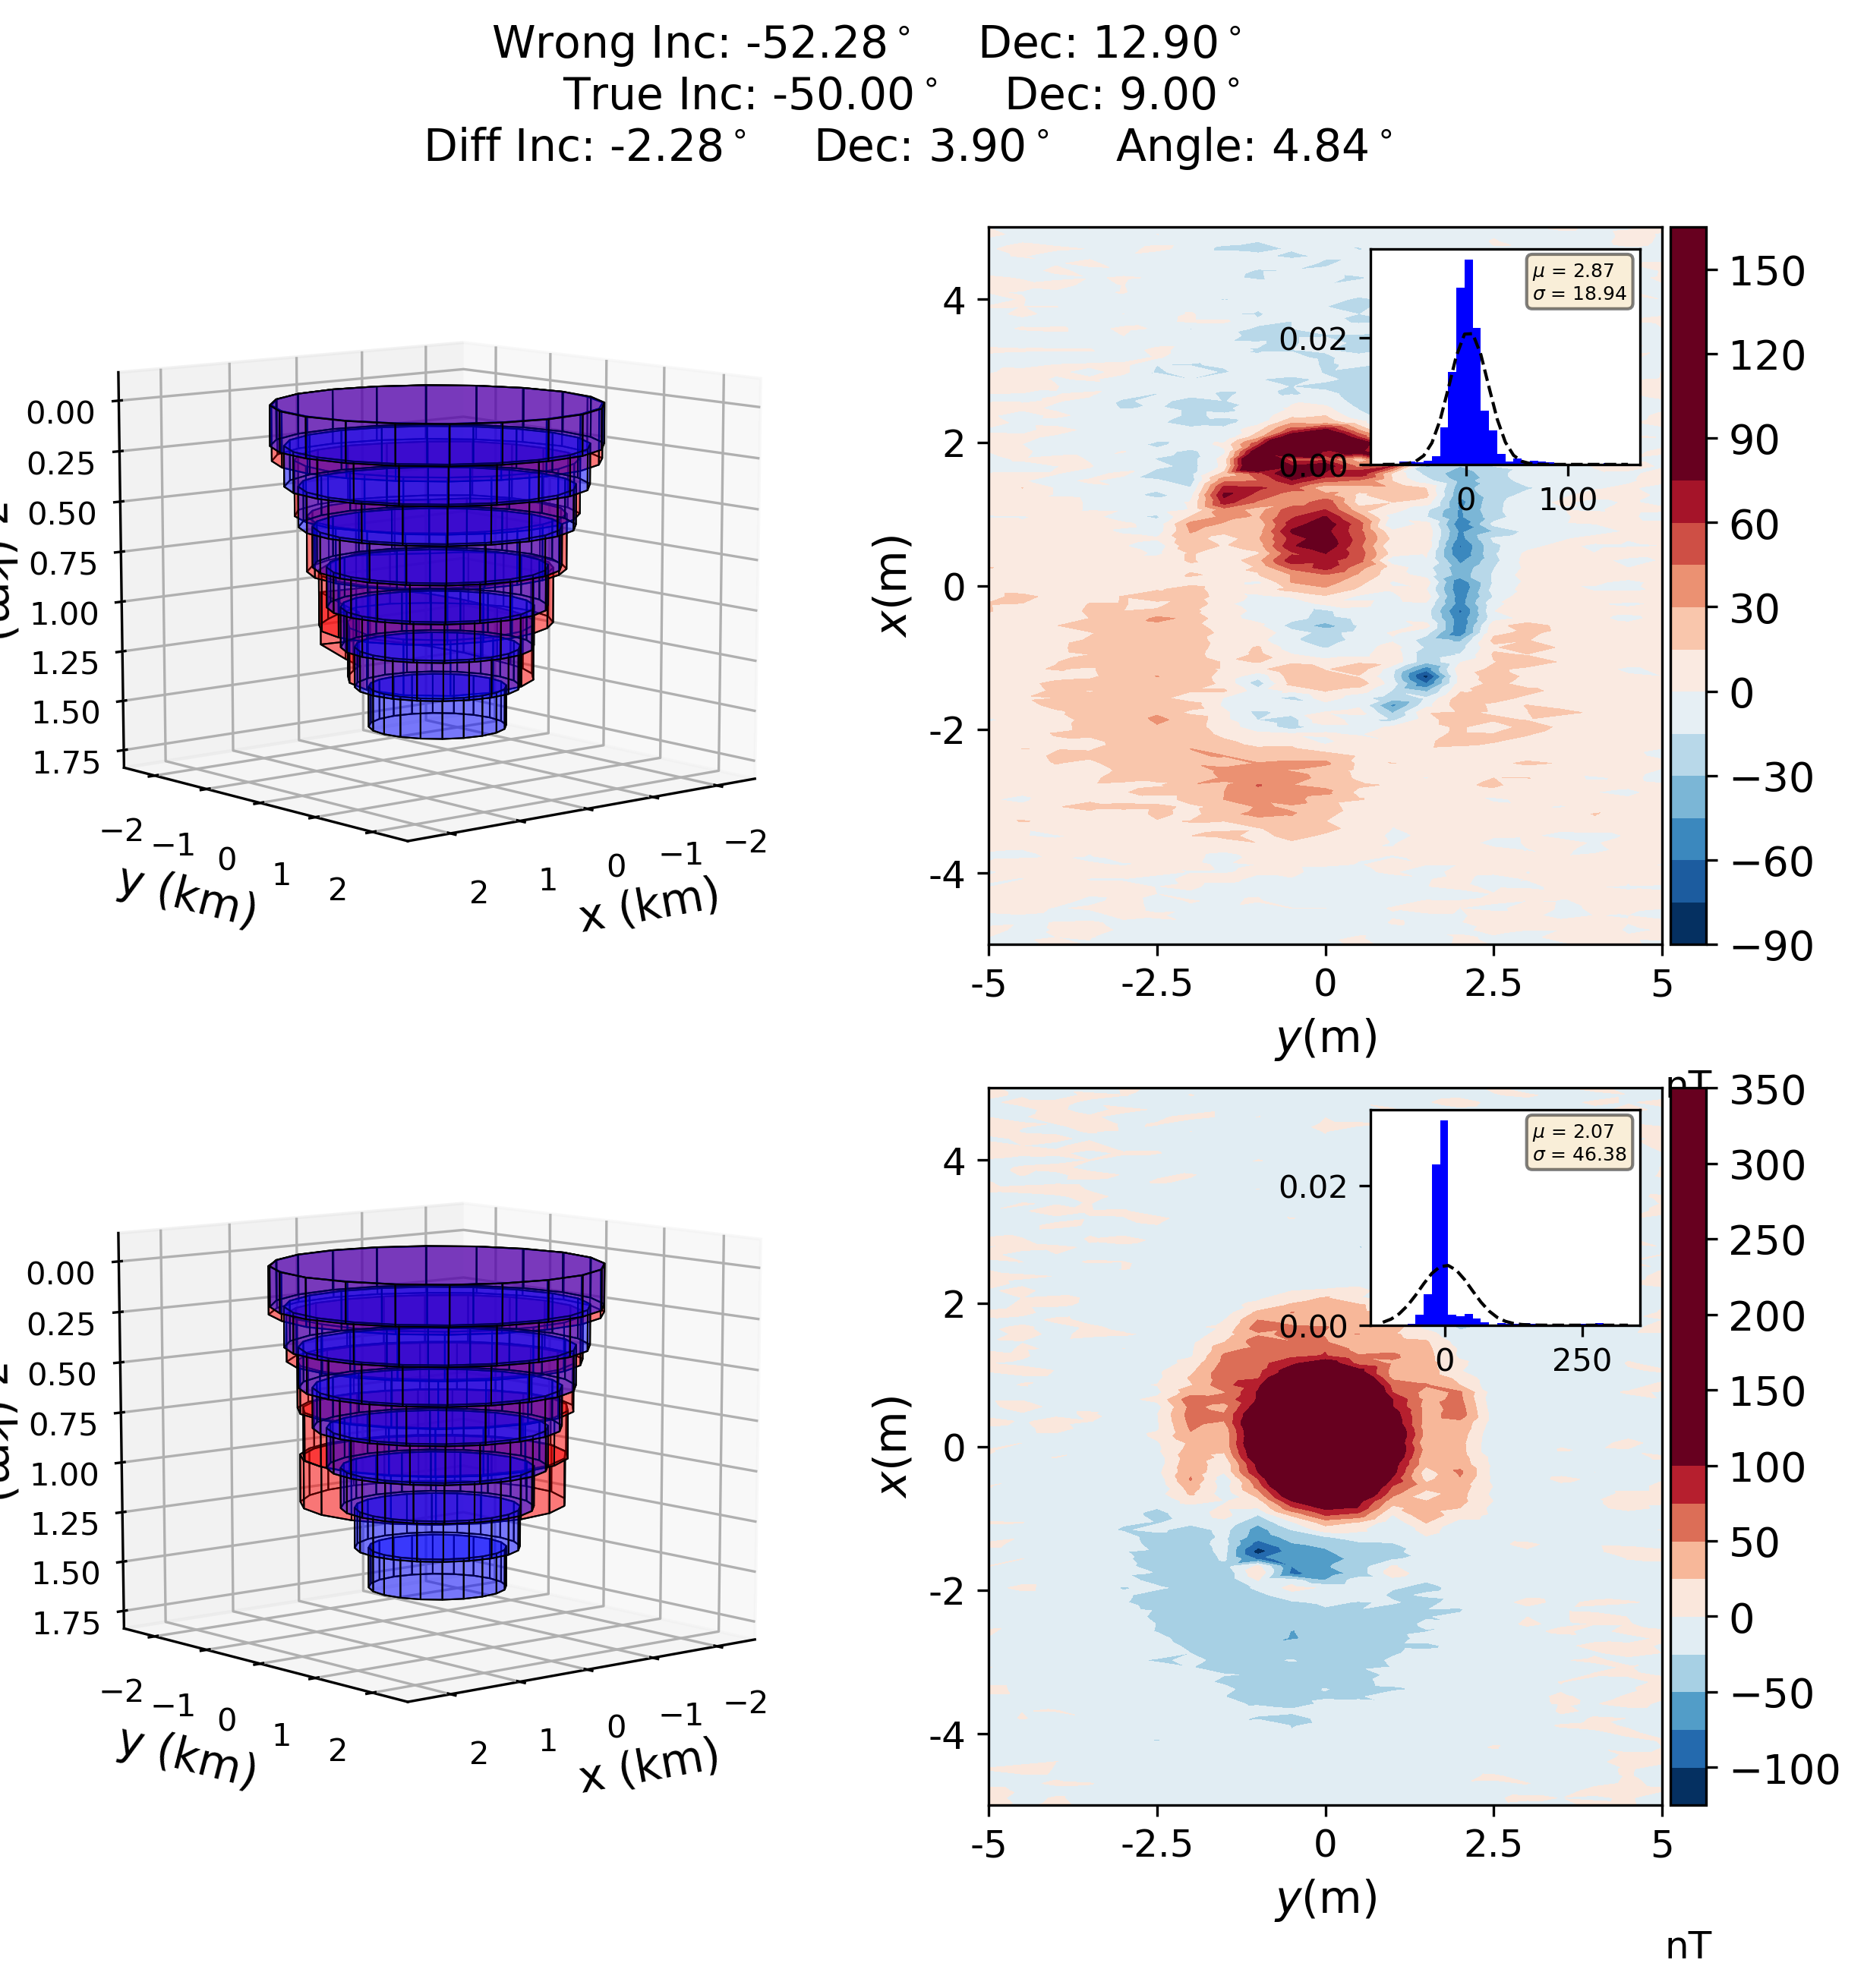 Wrong Inc: -52.28° Dec: 12.90°
True Inc: -50.00° Dec: 9.00°
Diff Inc: -2.28° Dec: 3.90° Angle: 4.84°
0.00
0.25
0.50
0.75
1.00
1.25
1.50
1.75
−2 −1 0 1 2
y (km)
2 1 0 −1 −2
x (km)
4
2
0
-2
-4
x(m)
-5 -2.5 0 2.5 5
y(m)
μ = 2.87
σ = 18.94
0.02
0.00
0 100
150
120
90
60
30
0
−30
−60
−90
nT
0.00
0.25
0.50
0.75
1.00
1.25
1.50
1.75
−2 −1 0 1 2
y (km)
2 1 0 −1 −2
x (km)
4
2
0
-2
-4
x(m)
-5 -2.5 0 2.5 5
y(m)
μ = 2.07
σ = 46.38
0.02
0.00
0 250
350
300
250
200
150
100
50
0
−50
−100
nT